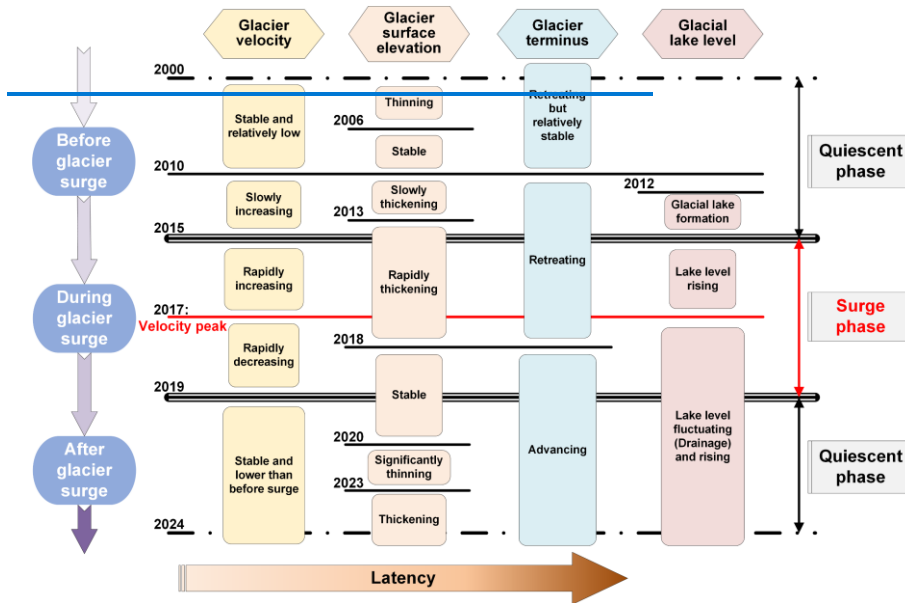 Glacier
velocity
Glacier
surface
elevation
Glacier
terminus
Glacial
lake level
2000
Stable and
relatively low
Thinning
2006
Stable
Retreating
but
relatively
stable
Before
glacier
surge
Quiescent
phase
2010
Slowly
increasing
Slowly
thickening
2013
2012
Glacial lake
formation
2015
Rapidly
increasing
Rapidly
thickening
Retreating
Lake level
rising
During
glacier
surge
Surge
phase
2017:
Velocity peak
Rapidly
decreasing
2018
2019
Stable
Stable and
lower than
before surge
2020
Significantly
thinning
2023
Thickening
Advancing
Lake level
fluctuating
(Drainage)
and rising
After
glacier
surge
Quiescent
phase
2024
Latency